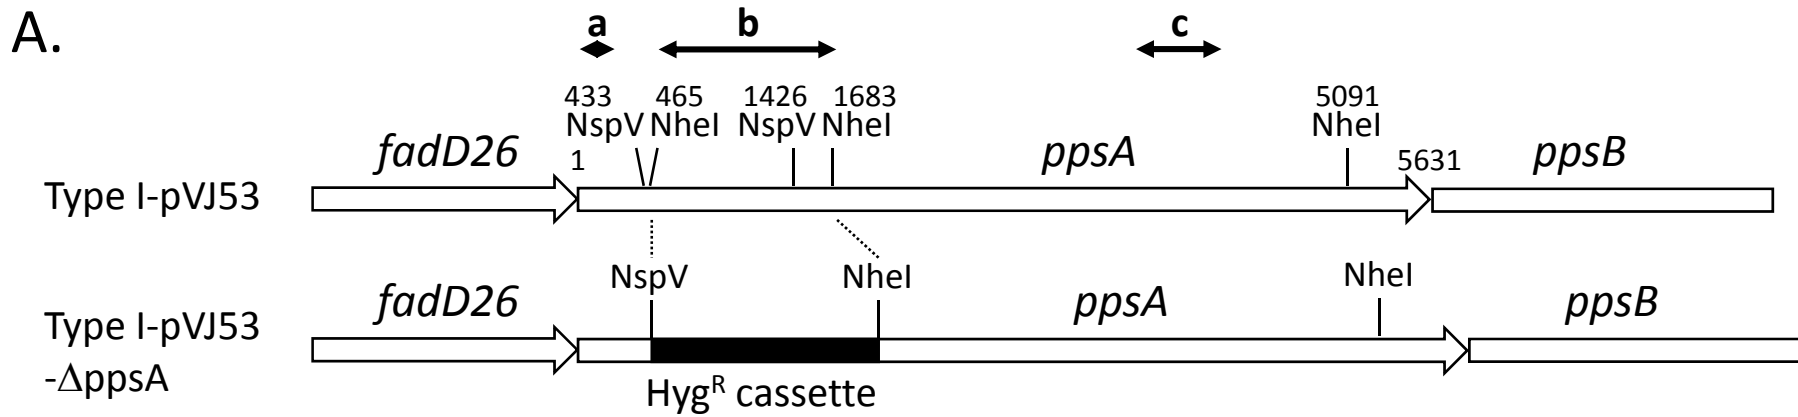 A.
a b c
433 465 1426 1683 5091
NspV NheI NspV NheI NheI
fadD26 1 ppsA 5631 ppsB
Type I-pVJ53
NspV NheI NheI
fadD26 ppsA ppsB
Type I-pVJ53
-ΔppsA
Hyg^R cassette